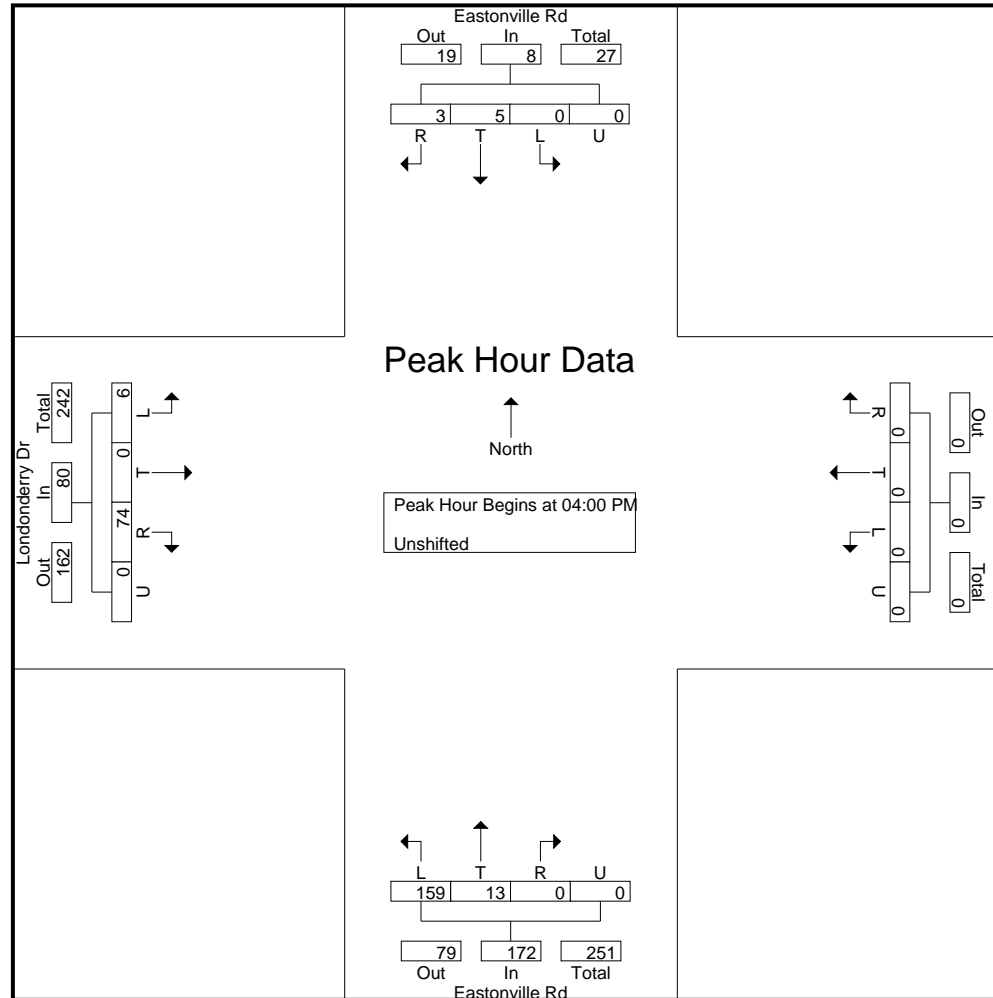 Eastonville Rd
Out In Total
19 8 27
3 5 0 0
R T L U
Peak Hour Data
North
Peak Hour Begins at 04:00 PM
Unshifted
Londonderry Dr
Out In Total
162 80 242
6 0 74 0
L T R U
Out In Total
0 0 0
0 0 0 0
R T L U
L T R U
159 13 0 0
79 172 251
Out In Total
Eastonville Rd